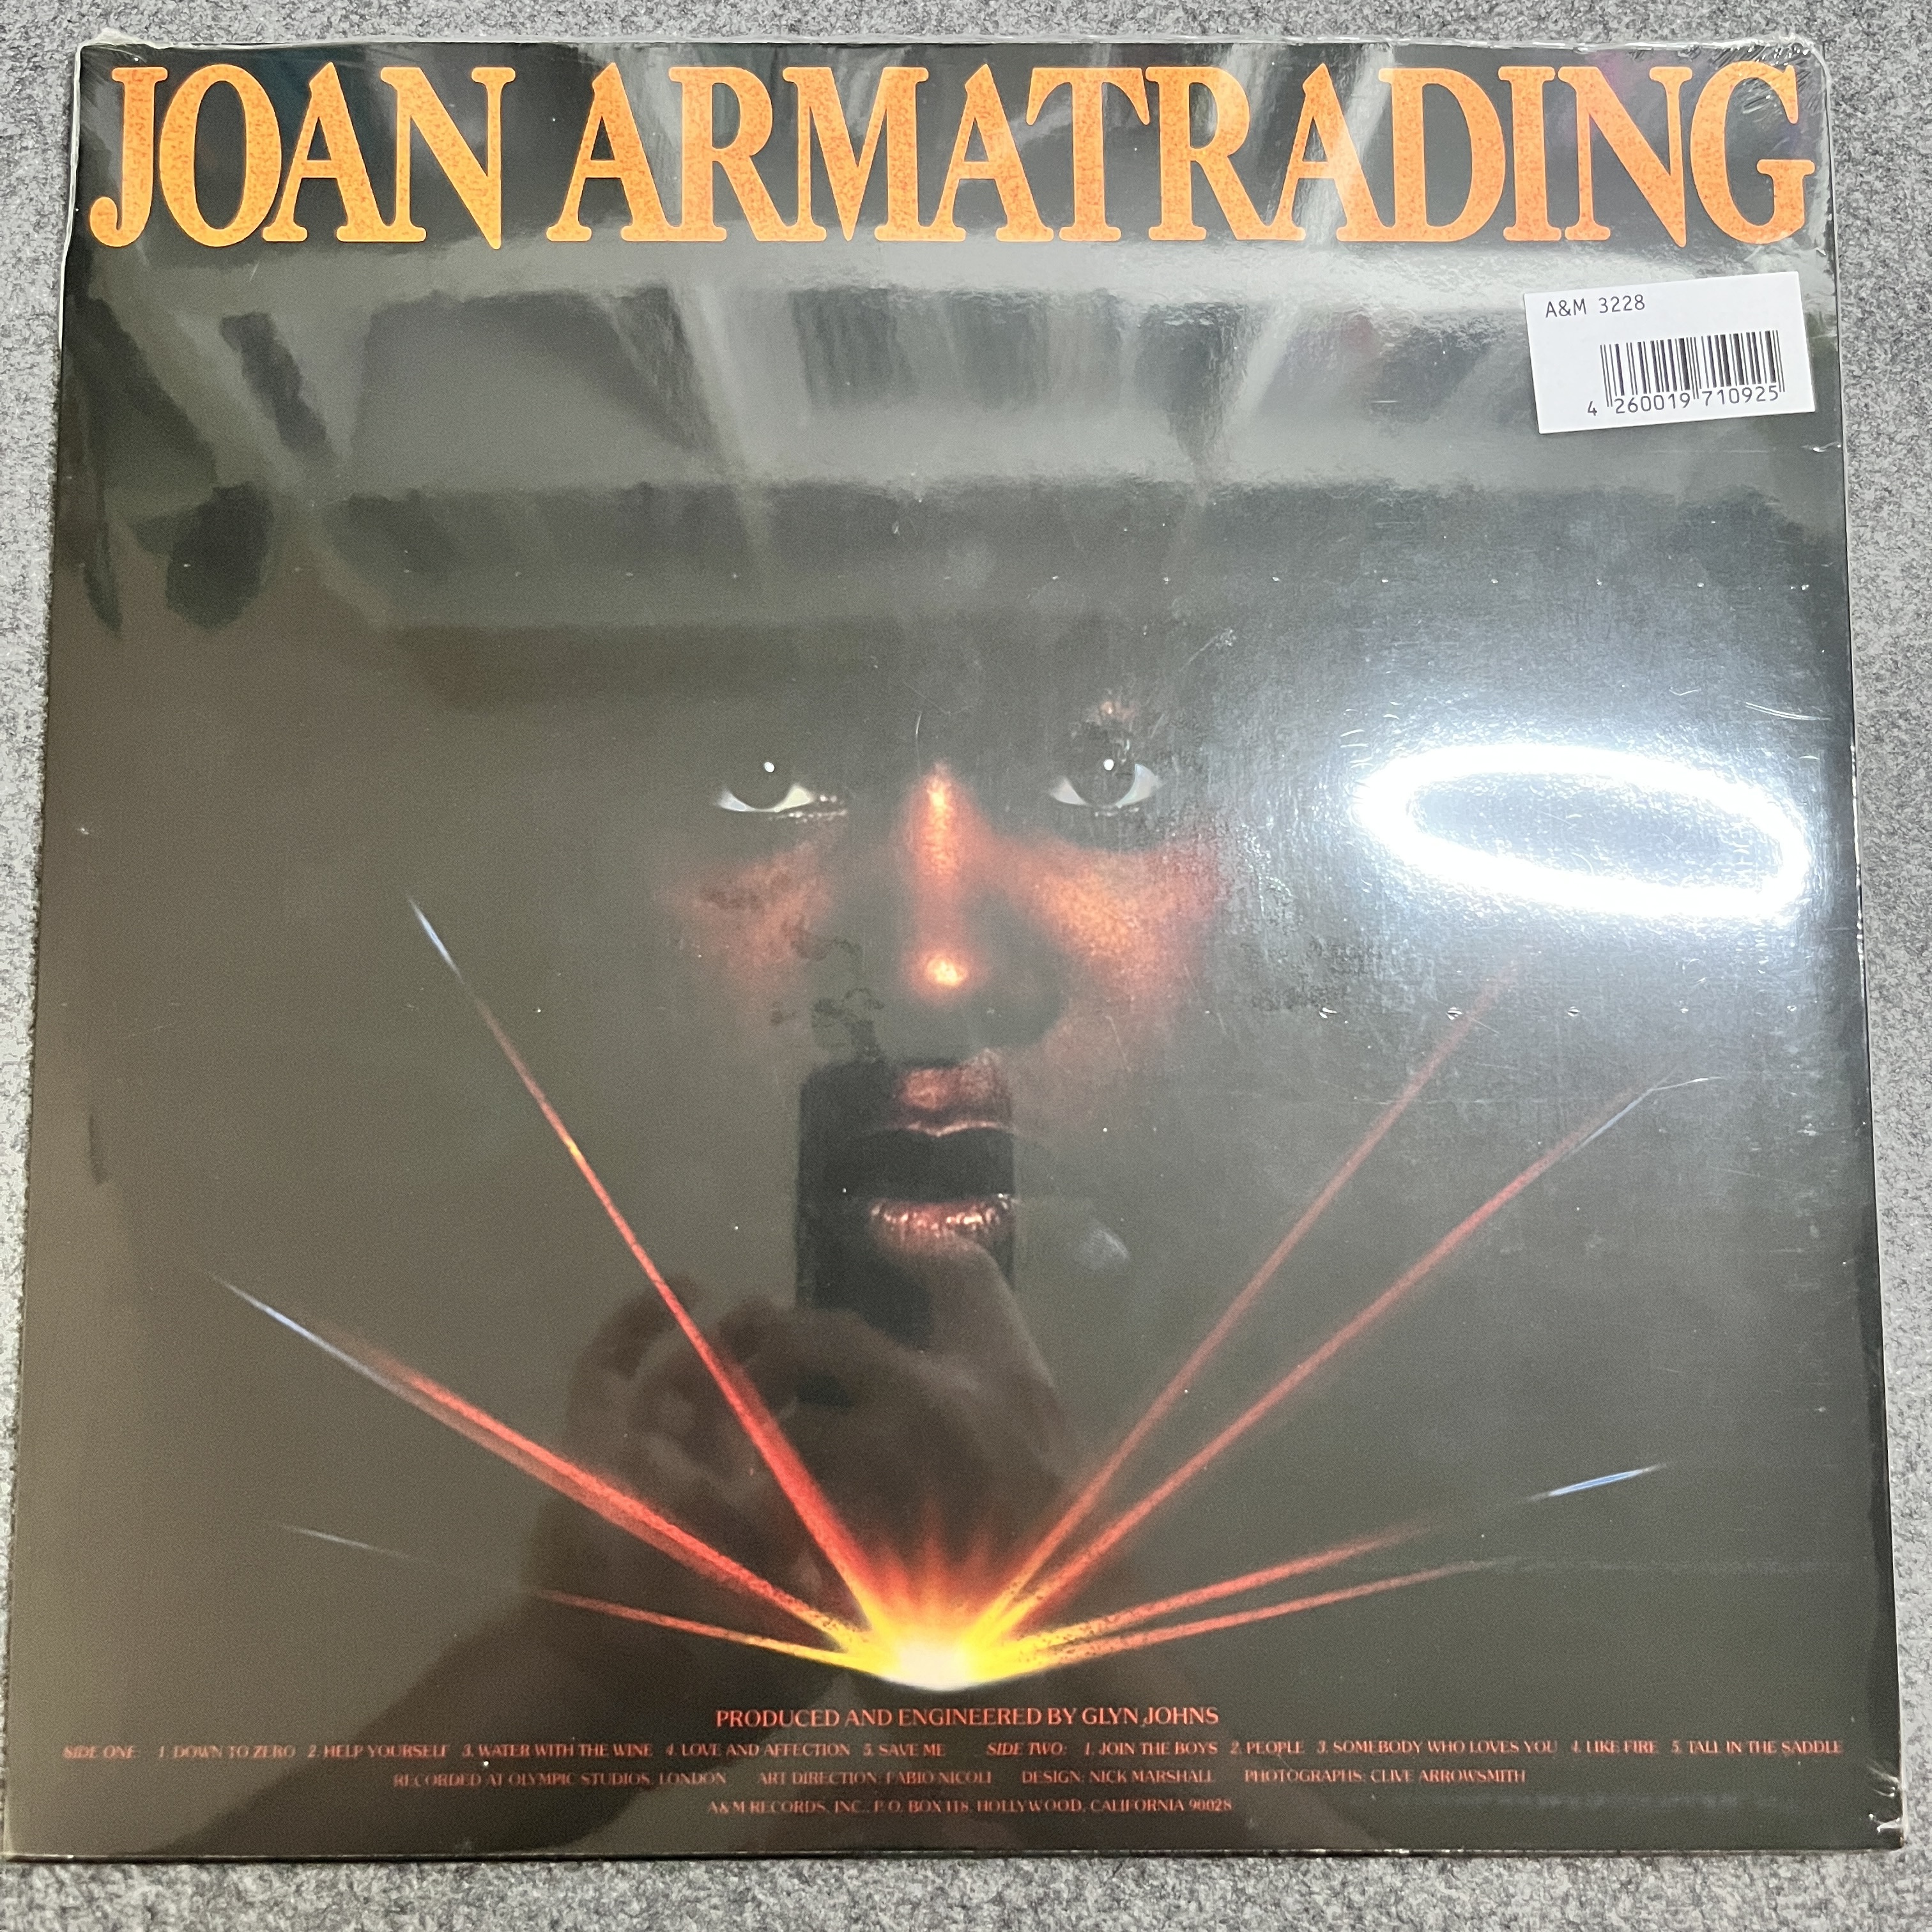 JOAN ARMATRADING
A&M 3228
4 260019 710925
PRODUCED AND ENGINEERED BY GLYN JOHNS
SIDE ONE 1. DOWN TO ZERO 2. HELP YOURSELF 3. WATER WITH THE WINE 4. LOVE AND AFFECTION 5. SAVE ME SIDE TWO: 1. JOIN THE BOYS 2. PEOPLE 3. SOMEBODY WHO LOVES YOU 4. LIKE FIRE 5. TALL IN THE SADDLE
RECORDED AT OLYMPIC STUDIOS, LONDON ART DIRECTION: FABIO NICOLI DESIGN: NICK MARSHALL PHOTOGRAPHS: CLIVE ARROWSMITH
A&M RECORDS, INC., P.O. BOX 118, HOLLYWOOD, CALIFORNIA 90028